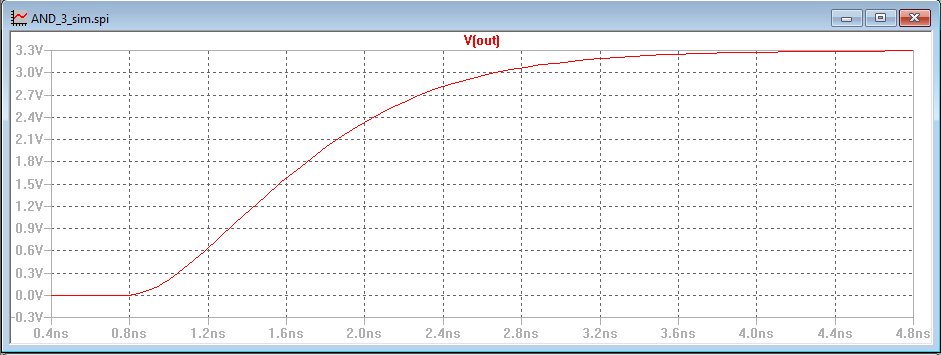 AND_3_sim.spi
V(out)
3.3V
3.0V
2.7V
2.4V
2.1V
1.8V
1.5V
1.2V
0.9V
0.6V
0.3V
0.0V
-0.3V
0.4ns 0.8ns 1.2ns 1.6ns 2.0ns 2.4ns 2.8ns 3.2ns 3.6ns 4.0ns 4.4ns 4.8ns